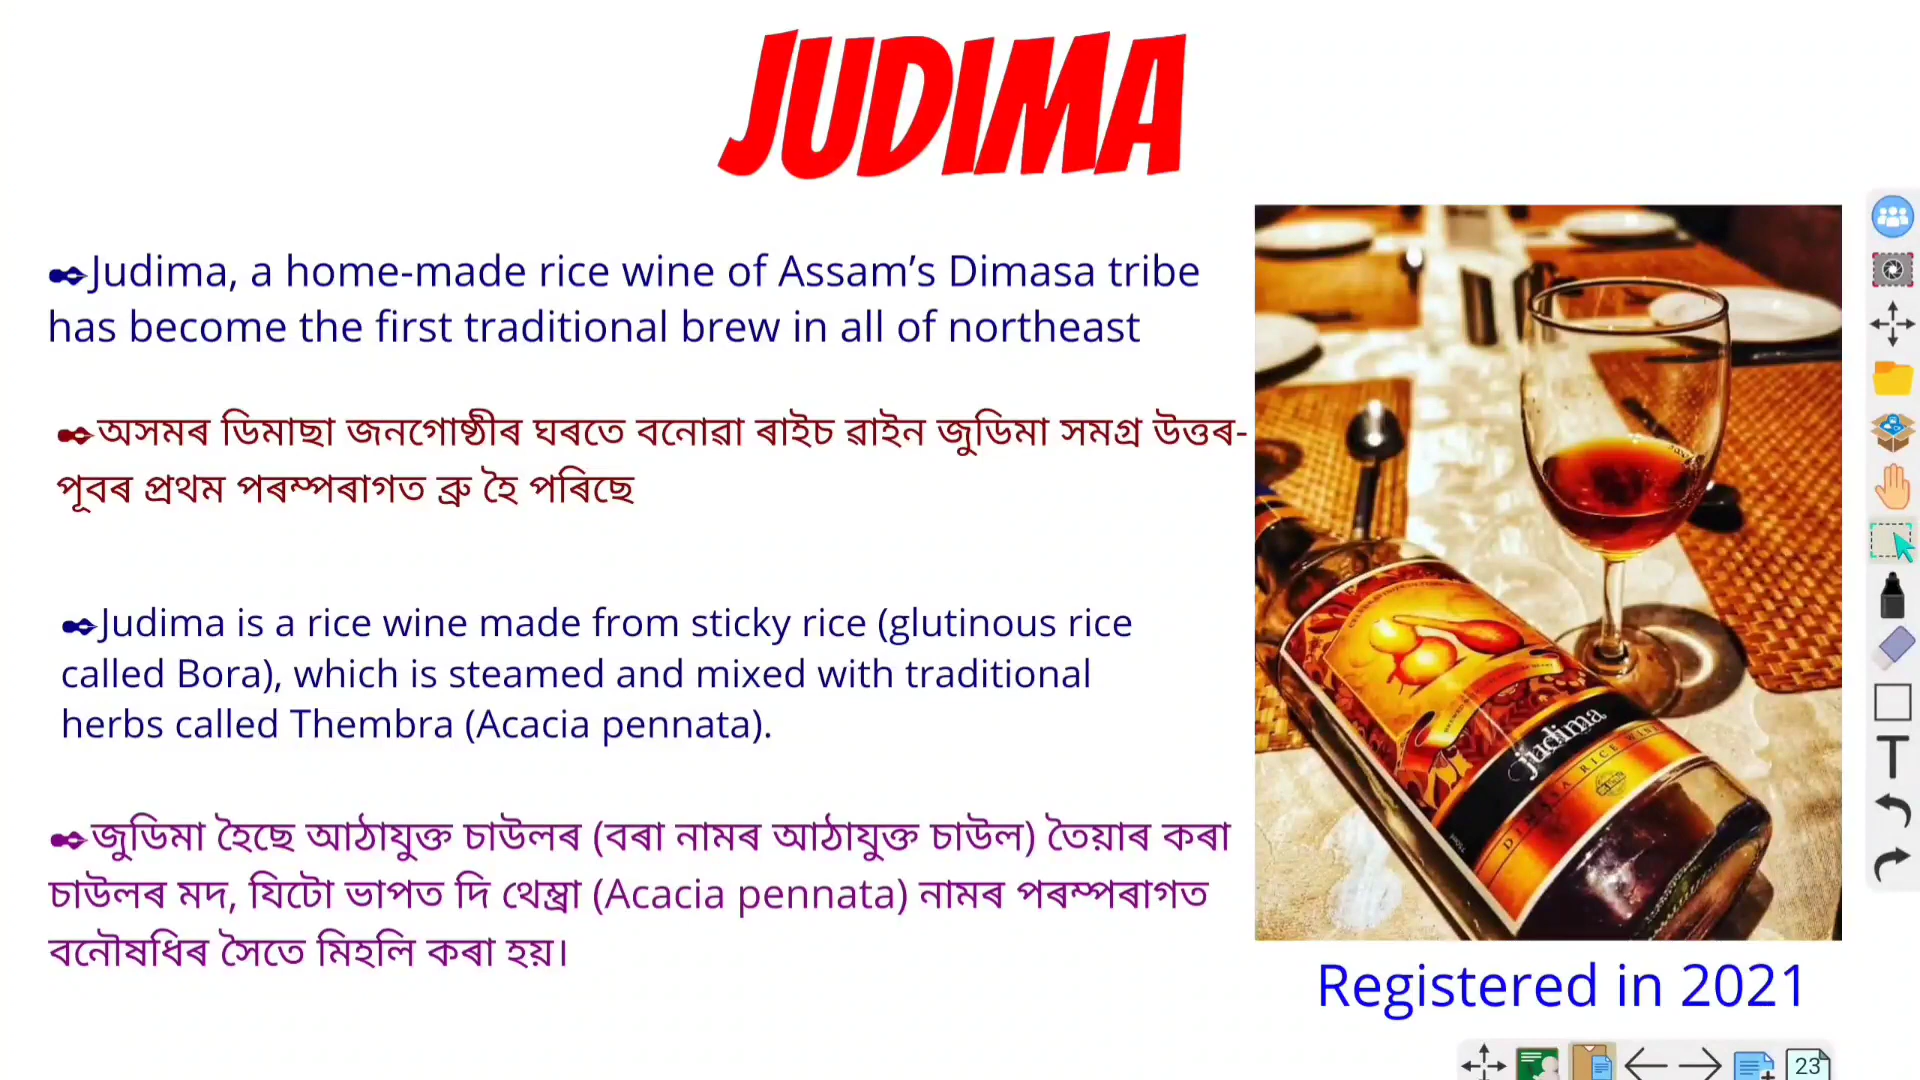 JUDIMA
✒Judima, a home-made rice wine of Assam’s Dimasa tribe
has become the first traditional brew in all of northeast
✒অসমৰ ডিমাছা জনগোষ্ঠীৰ ঘৰতে বনোৱা ৰাইচ ৱাইন জুডিমা সমগ্ৰ উত্তৰ-
পূবৰ প্ৰথম পৰম্পৰাগত ব্ৰু হৈ পৰিছে
✒Judima is a rice wine made from sticky rice (glutinous rice
called Bora), which is steamed and mixed with traditional
herbs called Thembra (Acacia pennata).
✒জুডিমা হৈছে আঠাযুক্ত চাউলৰ (বৰা নামৰ আঠাযুক্ত চাউল) তৈয়াৰ কৰা
চাউলৰ মদ, যিটো ভাপত দি থেম্ব্ৰা (Acacia pennata) নামৰ পৰম্পৰাগত
বনৌষধিৰ সৈতে মিহলি কৰা হয়।
judima
DIMASA RICE WINE
Registered in 2021
T
23